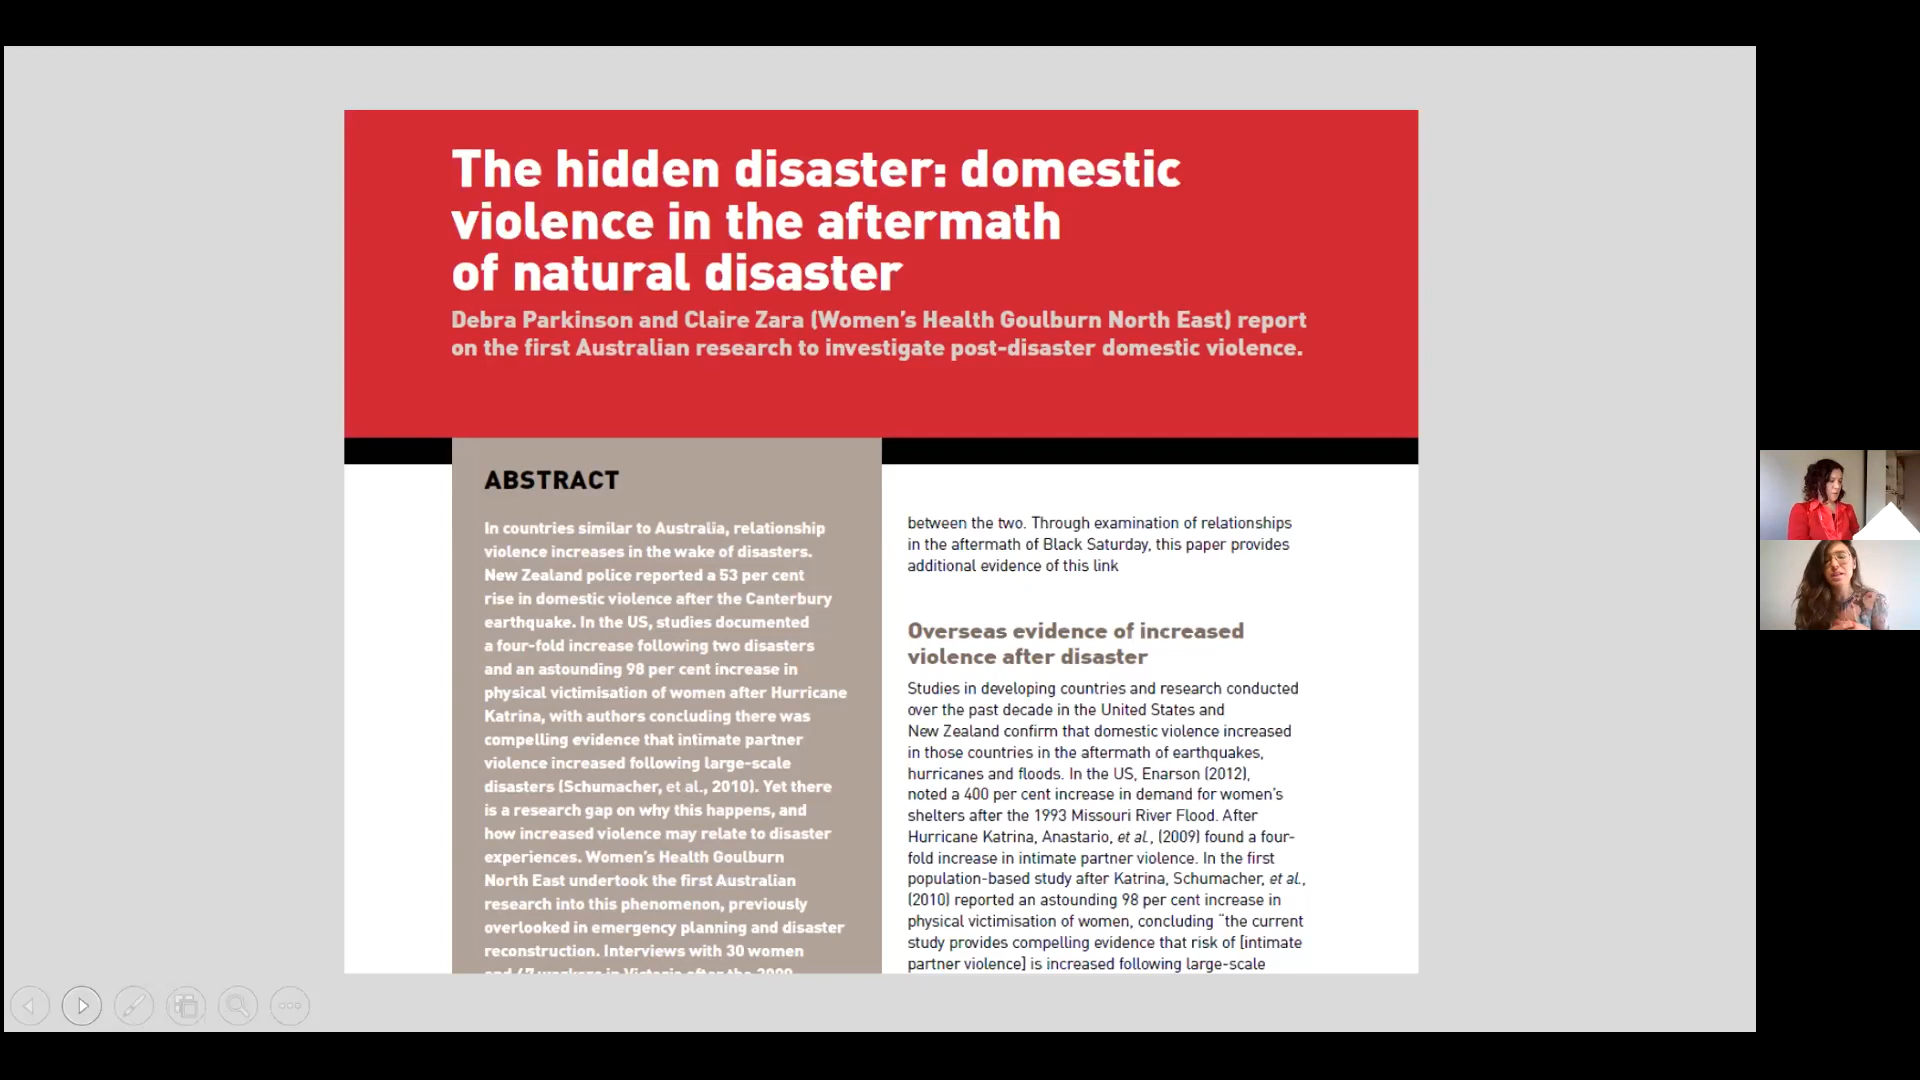 The hidden disaster: domestic
violence in the aftermath
of natural disaster
Debra Parkinson and Claire Zara (Women's Health Goulburn North East) report
on the first Australian research to investigate post-disaster domestic violence.
ABSTRACT
In countries similar to Australia, relationship
violence increases in the wake of disasters.
New Zealand police reported a 53 per cent
rise in domestic violence after the Canterbury
earthquake. In the US, studies documented
a four-fold increase following two disasters
and an astounding 98 per cent increase in
physical victimisation of women after Hurricane
Katrina, with authors concluding there was
compelling evidence that intimate partner
violence increased following large-scale
disasters (Schumacher, et al., 2010). Yet there
is a research gap on why this happens, and
how increased violence may relate to disaster
experiences. Women's Health Goulburn
North East undertook the first Australian
research into this phenomenon, previously
overlooked in emergency planning and disaster
reconstruction. Interviews with 30 women
and 47 workers in Victoria after the 2009
between the two. Through examination of relationships
in the aftermath of Black Saturday, this paper provides
additional evidence of this link
Overseas evidence of increased
violence after disaster
Studies in developing countries and research conducted
over the past decade in the United States and
New Zealand confirm that domestic violence increased
in those countries in the aftermath of earthquakes,
hurricanes and floods. In the US, Enarson (2012),
noted a 400 per cent increase in demand for women's
shelters after the 1993 Missouri River Flood. After
Hurricane Katrina, Anastario, et al., (2009) found a four-
fold increase in intimate partner violence. In the first
population-based study after Katrina, Schumacher, et al.,
(2010) reported an astounding 98 per cent increase in
physical victimisation of women, concluding "the current
study provides compelling evidence that risk of [intimate
partner violence] is increased following large-scale